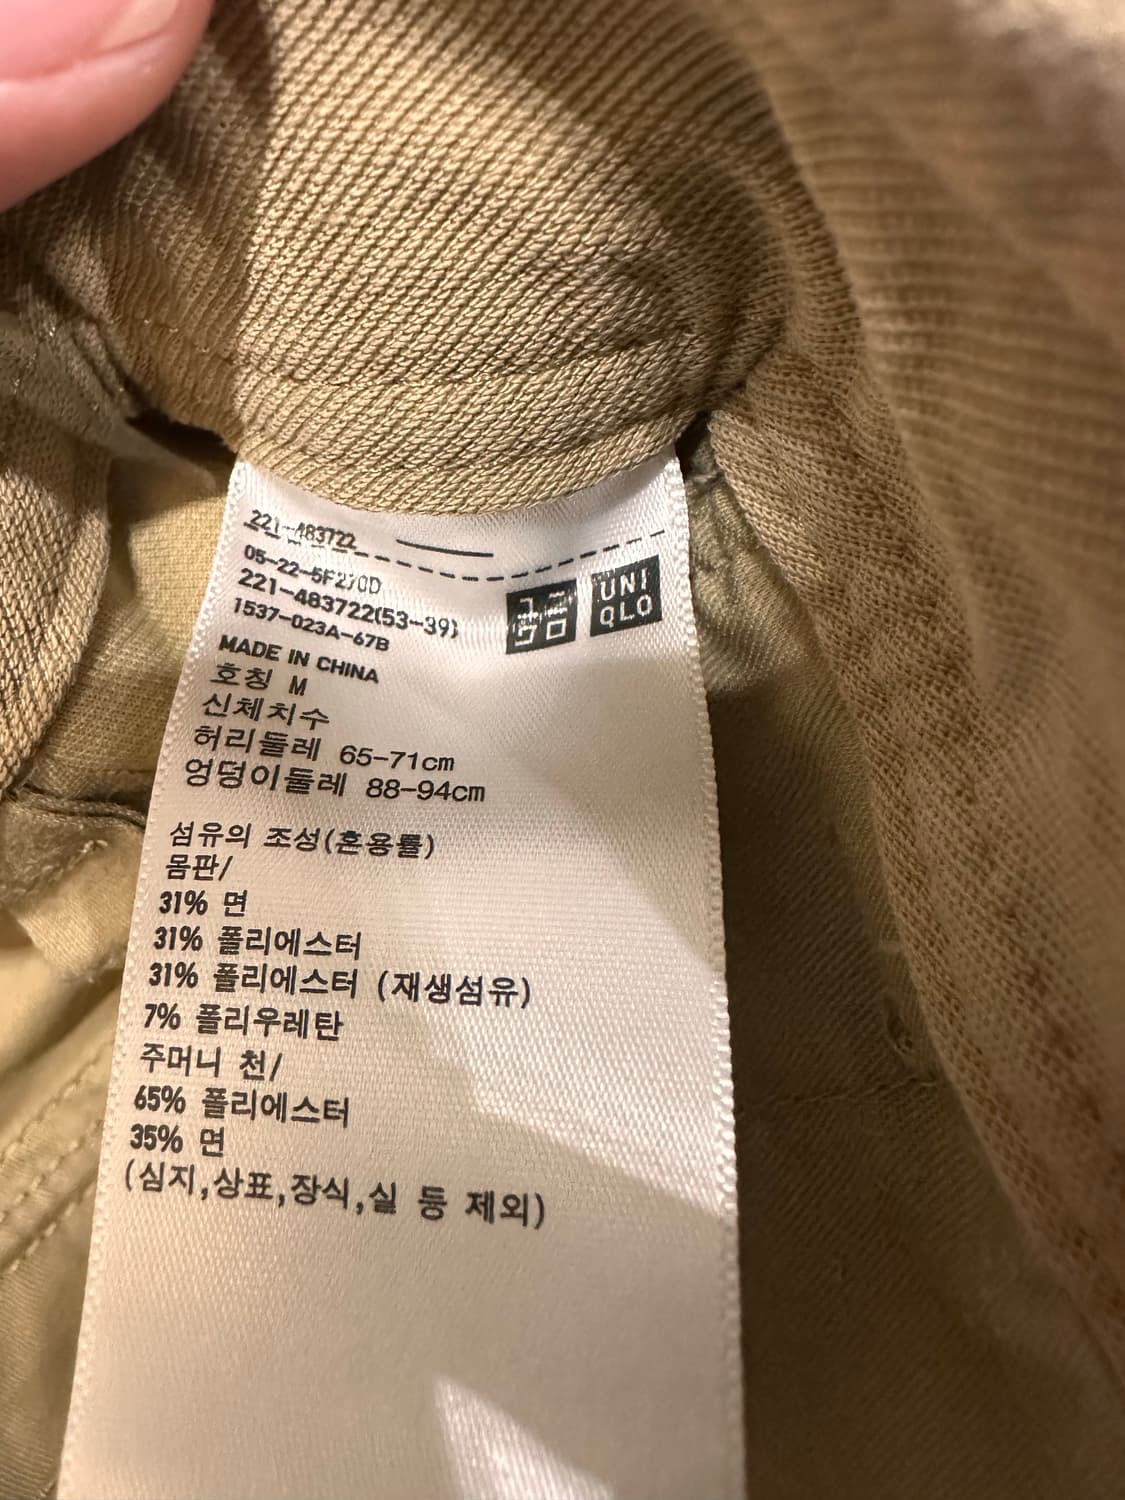 221-483722
05-22-5F270D
221-483722(53-39)
1537-023A-67B
UNI
QLO
MADE IN CHINA
호칭 M
신체치수
허리둘레 65-71cm
엉덩이둘레 88-94cm
섬유의 조성(혼용률)
몸판/
31% 면
31% 폴리에스터
31% 폴리에스터 (재생섬유)
7% 폴리우레탄
주머니 천/
65% 폴리에스터
35% 면
(심지,상표,장식,실 등 제외)